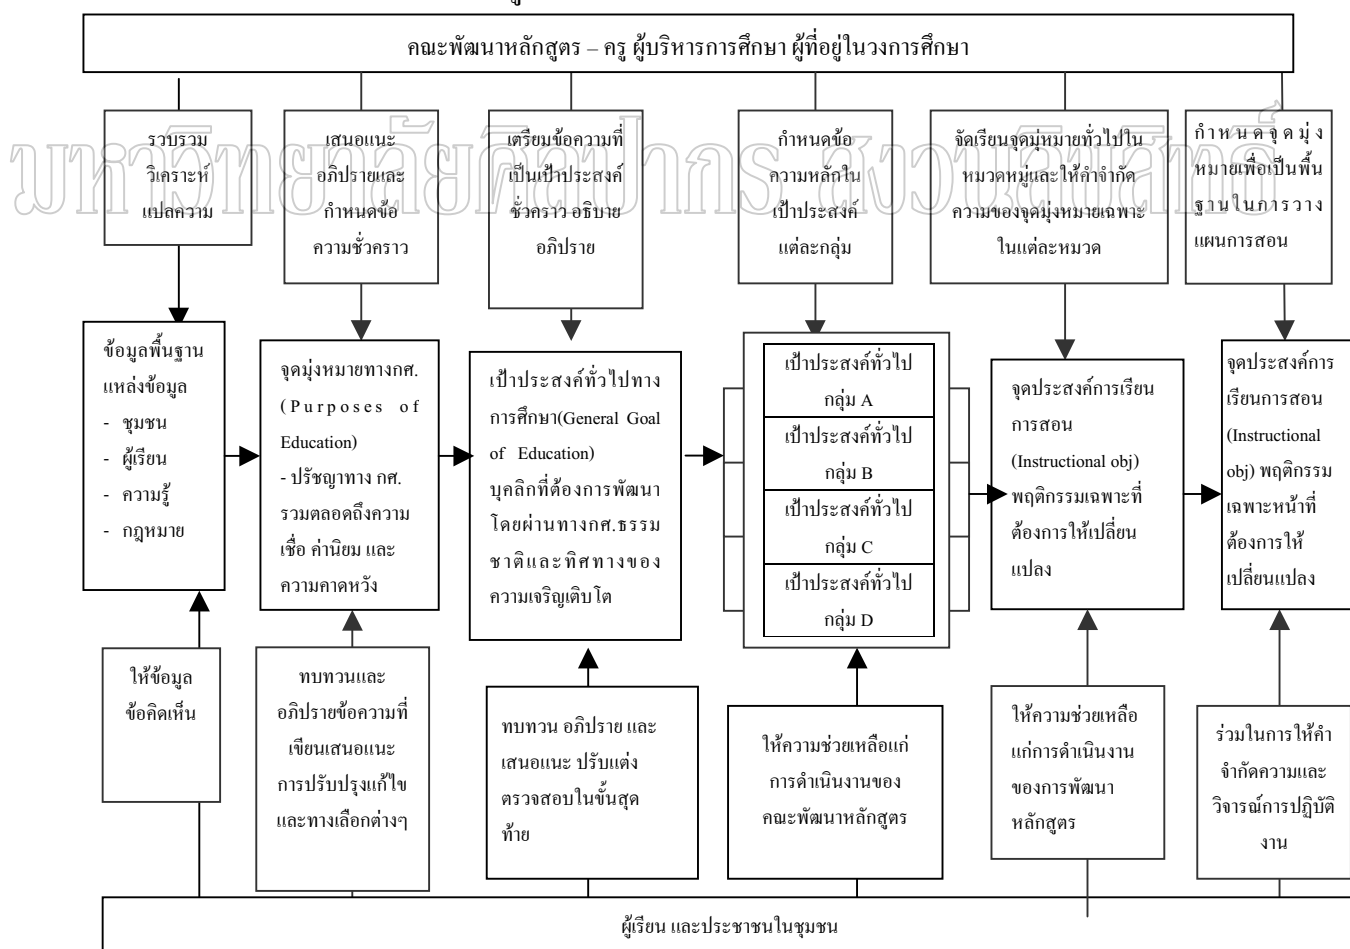 คณะพัฒนาหลักสูตร – ครู ผู้บริหารการศึกษา ผู้ที่อยู่ในวงการศึกษา
รวบรวม
วิเคราะห์
แปลความ
เสนอแนะ
อภิปรายและ
กำหนดข้อ
ความชั่วคราว
เตรียมข้อความที่
เป็นเป้าประสงค์
ชั่วคราว อธิบาย
อภิปราย
กำหนดข้อ
ความหลักใน
เป้าประสงค์
แต่ละกลุ่ม
จัดเรียนจุดมุ่หมายทั่วไปใน
หมวดหมู่และให้คำจำกัด
ความของจุดมุ่งหมายเฉพาะ
ในแต่ละหมวด
กำหนดจุดมุ่ง
หมายเพื่อเป็นพื้น
ฐานในการวาง
แผนการสอน
มหาวิทยาลัยศิลปากร สงวนลิขสิทธิ์
ข้อมูลพื้นฐาน
แหล่งข้อมูล
- ชุมชน
- ผู้เรียน
- ความรู้
- กฎหมาย
จุดมุ่งหมายทางกศ.
(Purposes of
Education)
- ปรัชญาทาง กศ.
รวมตลอดถึงความ
เชื่อ ค่านิยม และ
ความคาดหวัง
เป้าประสงค์ทั่วไปทาง
การศึกษา(General Goal
of Education)
บุคลิกที่ต้องการพัฒนา
โดยผ่านทางกศ.ธรรม
ชาติและทิศทางของ
ความเจริญเติบโต
เป้าประสงค์ทั่วไป
กลุ่ม A
เป้าประสงค์ทั่วไป
กลุ่ม B
เป้าประสงค์ทั่วไป
กลุ่ม C
เป้าประสงค์ทั่วไป
กลุ่ม D
จุดประสงค์การเรียน
การสอน
(Instructional obj)
พฤติกรรมเฉพาะที่
ต้องการให้เปลี่ยน
แปลง
จุดประสงค์การ
เรียนการสอน
(Instructional
obj) พฤติกรรม
เฉพาะหน้าที่
ต้องการให้
เปลี่ยนแปลง
ให้ข้อมูล
ข้อคิดเห็น
ทบทวนและ
อภิปรายข้อความที่
เขียนเสนอแนะ
การปรับปรุงแก้ไข
และทางเลือกต่างๆ
ทบทวน อภิปราย และ
เสนอแนะ ปรับแต่ง
ตรวจสอบในขั้นสุด
ท้าย
ให้ความช่วยเหลือแก่
การดำเนินงานของ
คณะพัฒนาหลักสูตร
ให้ความช่วยเหลือ
แก่การดำเนินงาน
ของการพัฒนา
หลักสูตร
ร่วมในการให้คำ
จำกัดความและ
วิจารณ์การปฏิบัติ
งาน
ผู้เรียน และประชาชนในชุมชน